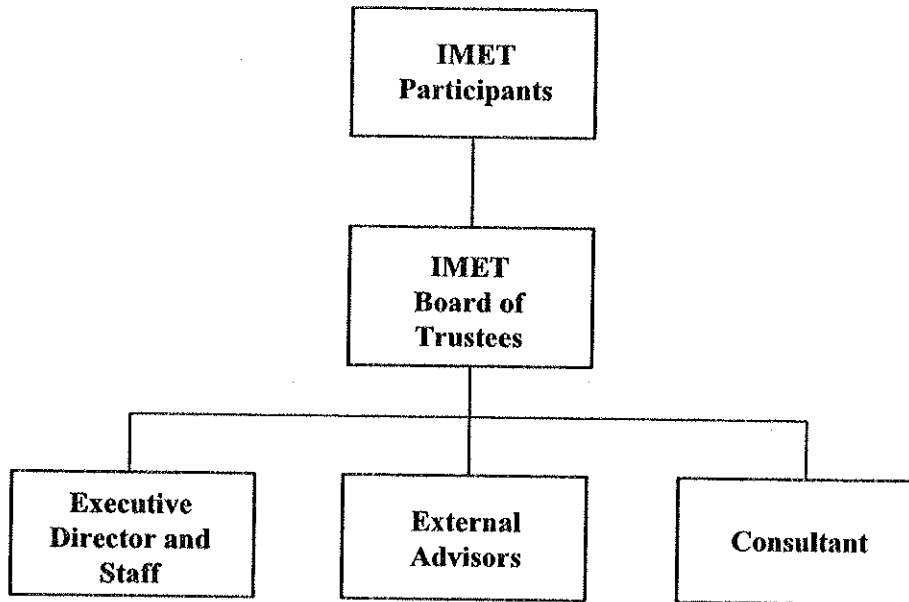 IMET
Participants
IMET
Board of
Trustees
Executive
Director and
Staff
External
Advisors
Consultant